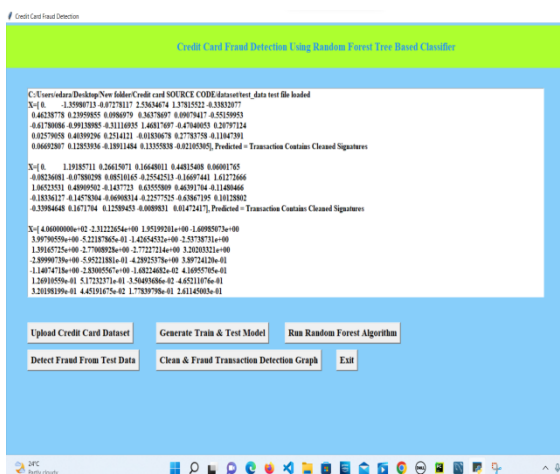 Credit Card Fraud Detection
Credit Card Fraud Detection Using Random Forest Tree Based Classifier
C:/Users/edara/Desktop/New folder/Credit card SOURCE CODE/dataset/test_data test file loaded
X=[ 0. -1.35980713 -0.07278117 2.53634674 1.37815522 -0.33832077
0.46238778 0.23959855 0.0986979 0.36378697 0.09079417 -0.55159953
-0.61780086 -0.99138985 -0.31116935 1.46817697 -0.47040053 0.20797124
0.02579058 0.40399296 0.2514121 -0.01830678 0.27783758 -0.11047391
0.06692807 0.12853936 -0.18911484 0.13355838 -0.02105305], Predicted = Transaction Contains Cleaned Signatures
X=[ 0. 1.19185711 0.26615071 0.16648011 0.44815408 0.06001765
-0.08236081 -0.07880298 0.08510165 -0.25542513 -0.16697441 1.61272666
1.06523531 0.48909502 -0.1437723 0.63555809 0.46391704 -0.11480466
-0.18336127 -0.14578304 -0.06908314 -0.22577525 -0.63867195 0.10128802
-0.33984648 0.1671704 0.12589453 -0.0089831 0.01472417], Predicted = Transaction Contains Cleaned Signatures
X=[ 4.06000000e+02 -2.31222654e+00 1.95199201e+00 -1.60985073e+00
3.99790559e+00 -5.22187865e-01 -1.42654532e+00 -2.53738731e+00
1.39165725e+00 -2.77008928e+00 -2.77227214e+00 3.20203321e+00
-2.89990739e+00 -5.95221881e-01 -4.28925378e+00 3.89724120e-01
-1.14074718e+00 -2.83005567e+00 -1.68224682e-02 4.16955705e-01
1.26910559e-01 5.17232371e-01 -3.50493686e-02 -4.65211076e-01
3.20198199e-01 4.45191675e-02 1.77839798e-01 2.61145003e-01
Upload Credit Card Dataset
Generate Train & Test Model
Run Random Forest Algorithm
Detect Fraud From Test Data
Clean & Fraud Transaction Detection Graph
Exit
24°C
Partly cloudy